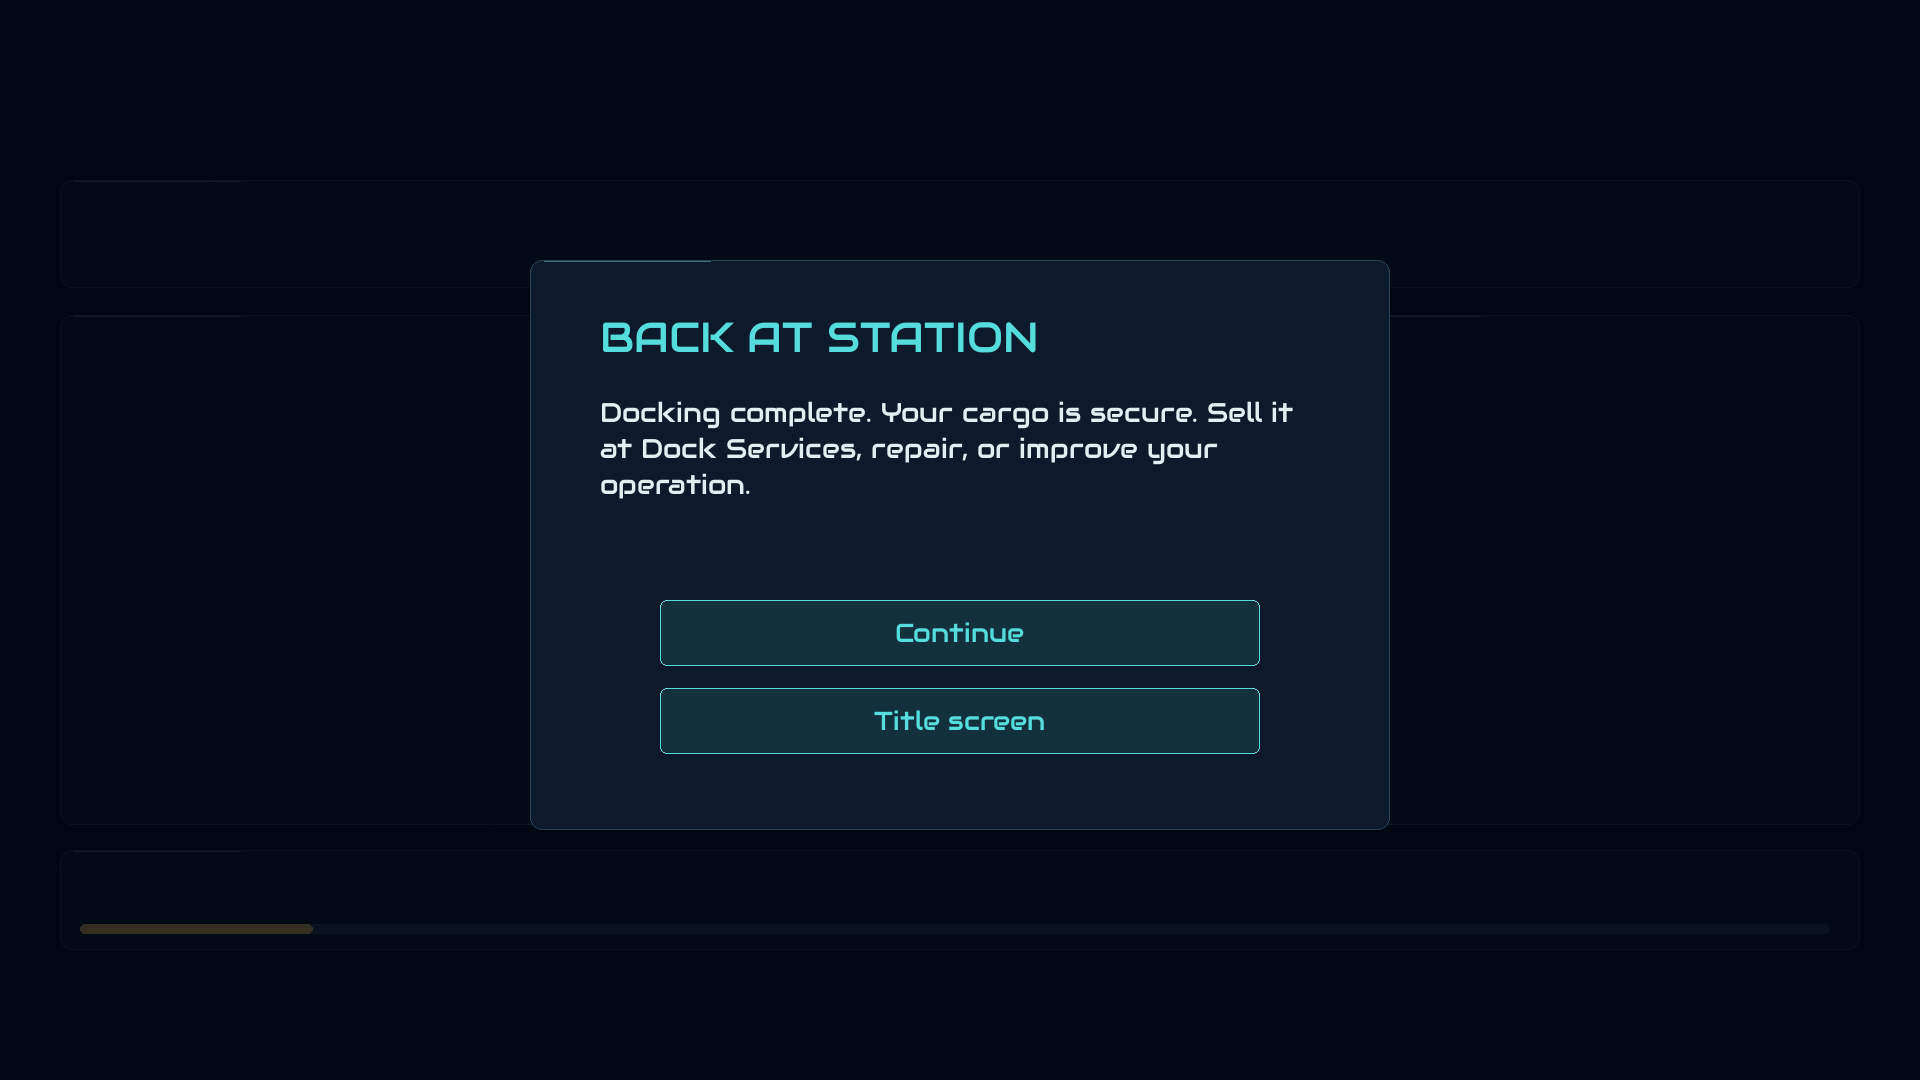 BACK AT STATION
Docking complete. Your cargo is secure. Sell it
at Dock Services, repair, or improve your
operation.
Continue
Title screen